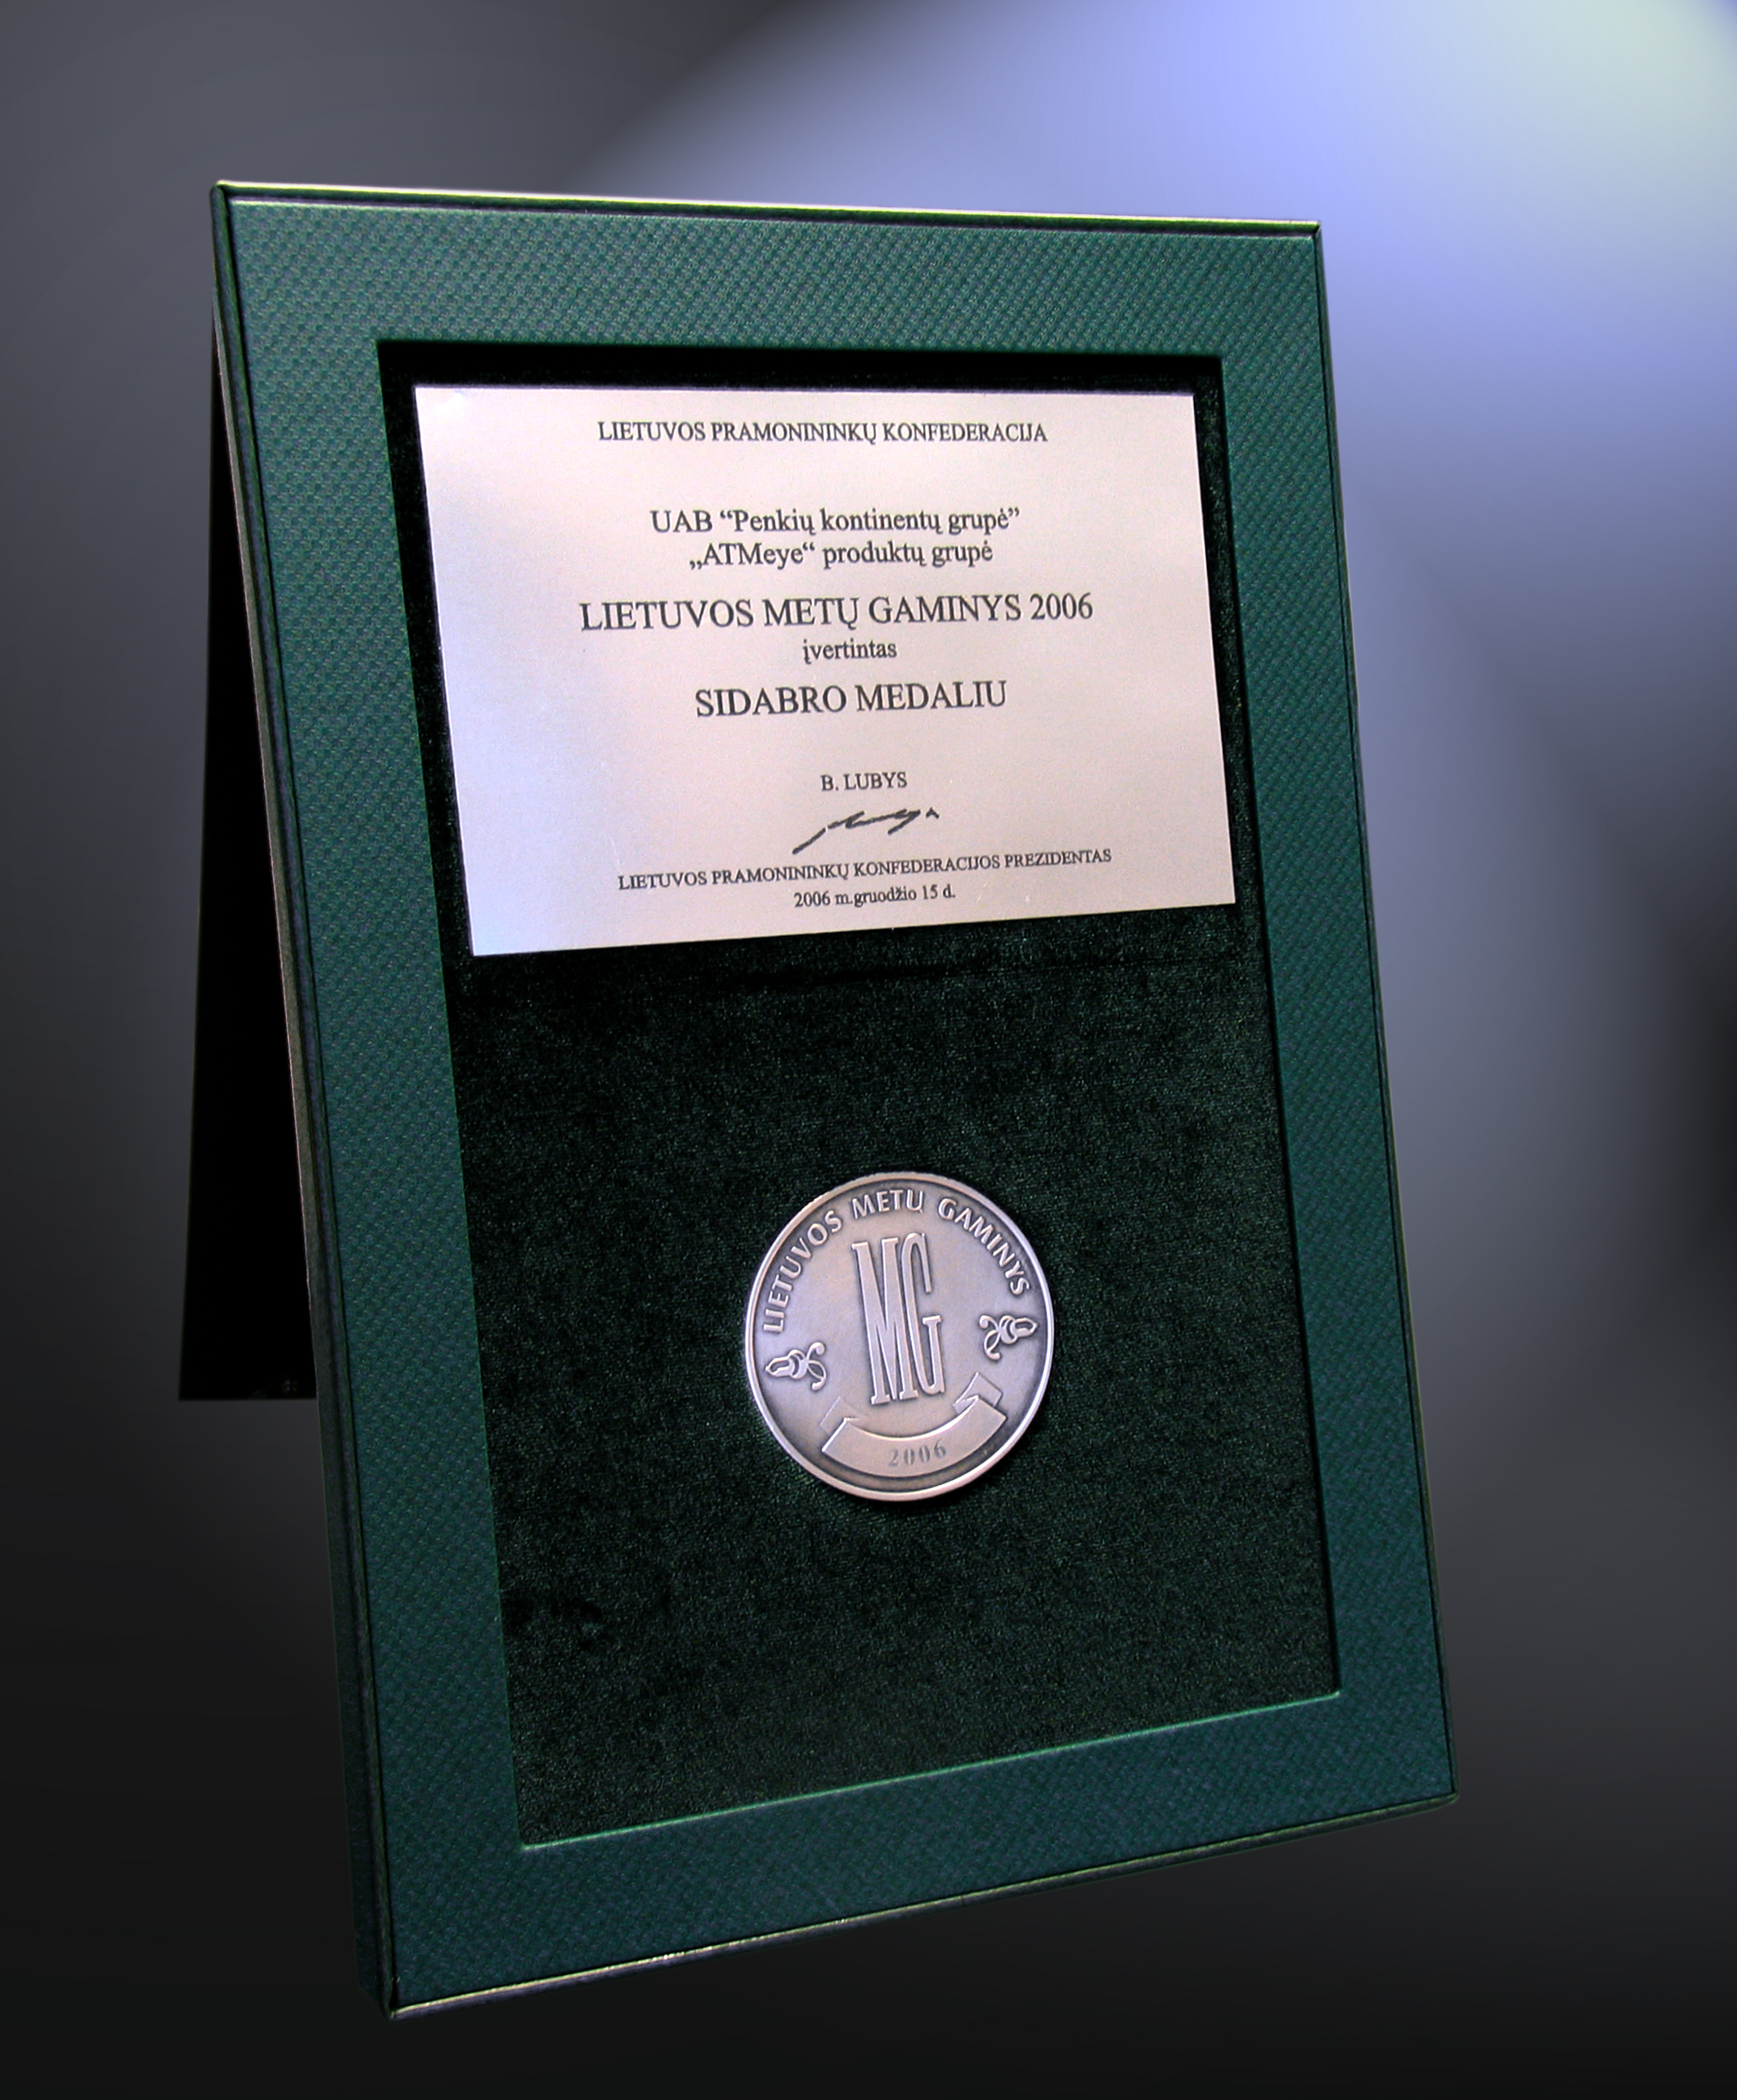 LIETUVOS PRAMONININKŲ KONFEDERACIJA
UAB “Penkių kontinentų grupė”
„ATMeye“ produktų grupė
LIETUVOS METŲ GAMINYS 2006
įvertintas
SIDABRO MEDALIU
B. LUBYS
LIETUVOS PRAMONININKŲ KONFEDERACIJOS PREZIDENTAS
2006 m.gruodžio 15 d.
LIETUVOS METŲ GAMINYS
MG
2006